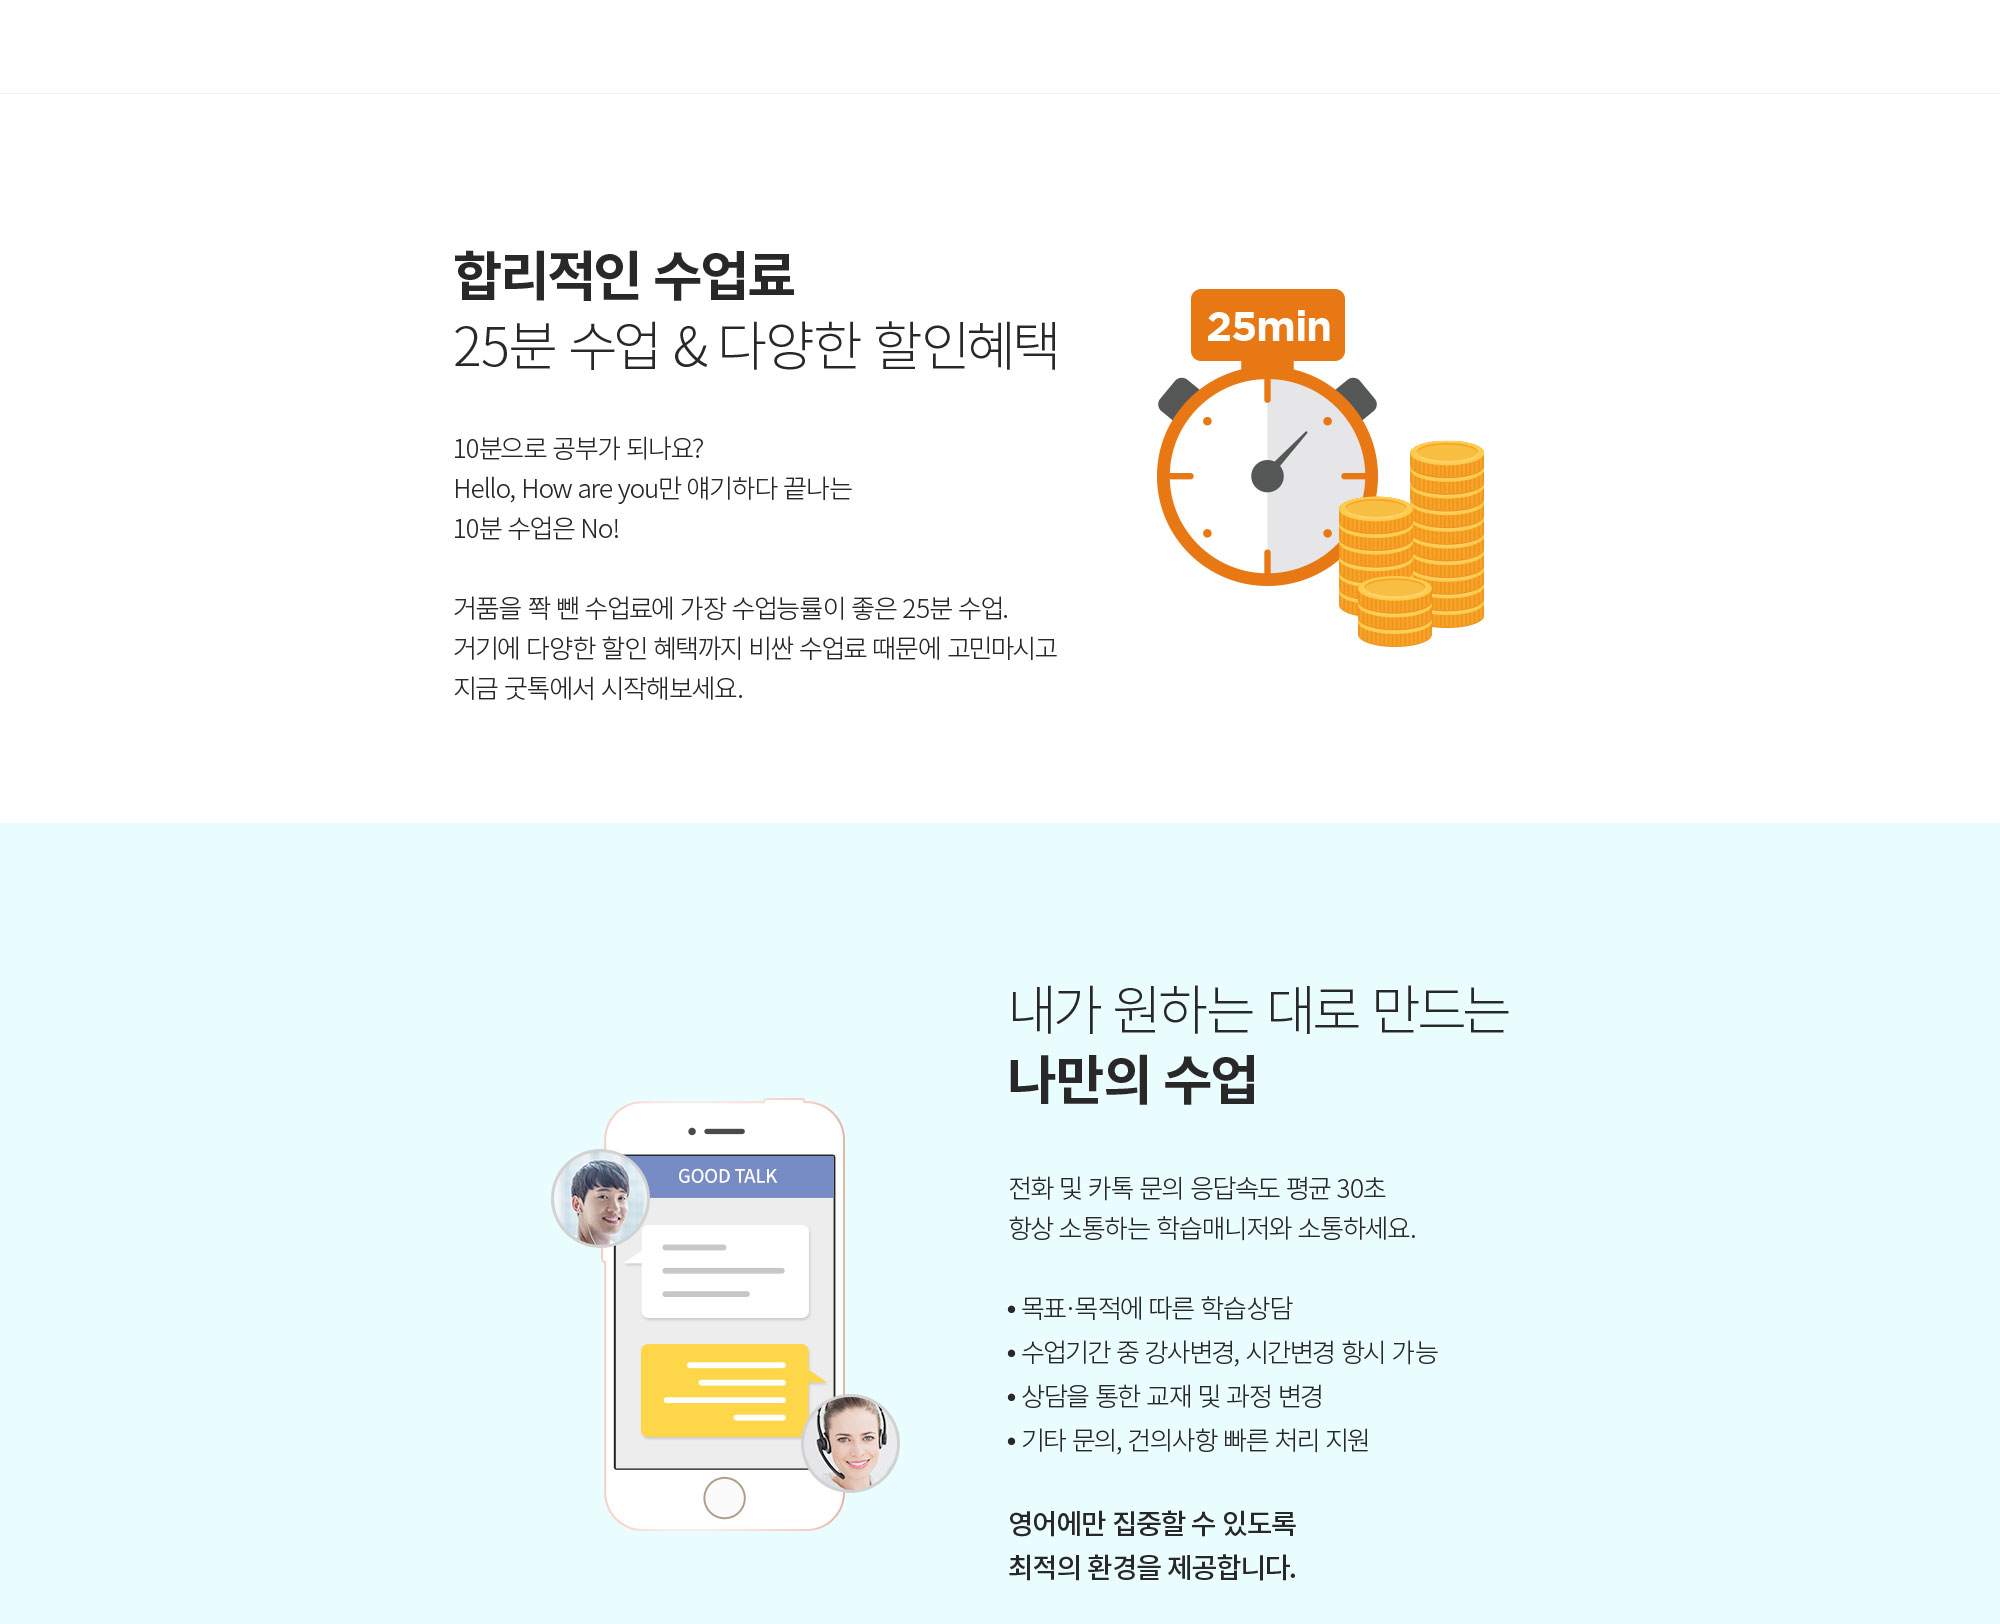 합리적인 수업료
25분 수업 & 다양한 할인혜택
10분으로 공부가 되나요?
Hello, How are you만 얘기하다 끝나는
10분 수업은 No!
거품을 쫙 뺀 수업료에 가장 수업능률이 좋은 25분 수업.
거기에 다양한 할인 혜택까지 비싼 수업료 때문에 고민마시고
지금 굿톡에서 시작해보세요.
25min
내가 원하는 대로 만드는
나만의 수업
전화 및 카톡 문의 응답속도 평균 30초
항상 소통하는 학습매니저와 소통하세요.
• 목표·목적에 따른 학습상담
• 수업기간 중 강사변경, 시간변경 항시 가능
• 상담을 통한 교재 및 과정 변경
• 기타 문의, 건의사항 빠른 처리 지원
영어에만 집중할 수 있도록
최적의 환경을 제공합니다.
GOOD TALK